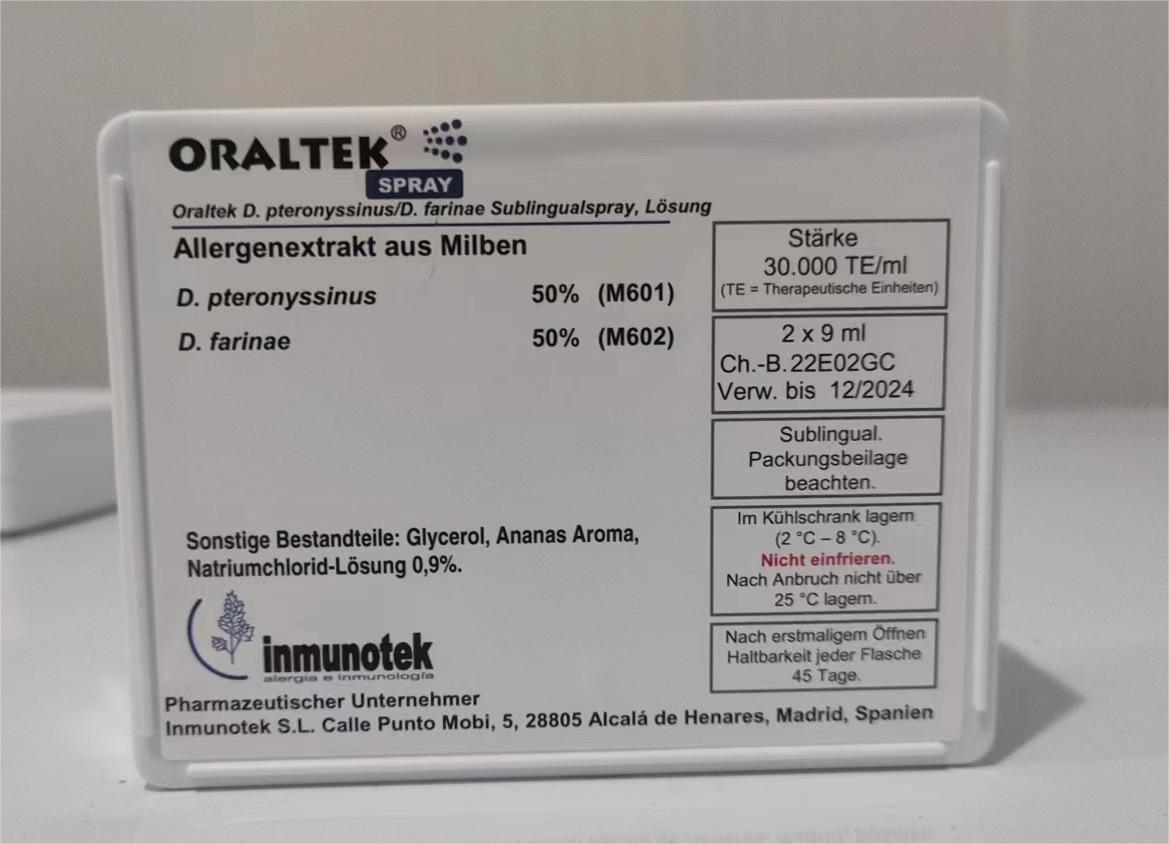 ORALTEK®
SPRAY
Oraltek D. pteronyssinus/D. farinae Sublingualspray, Lösung
Allergenextrakt aus Milben
D. pteronyssinus 50% (M601)
D. farinae 50% (M602)
Stärke
30.000 TE/ml
(TE = Therapeutische Einheiten)
2 x 9 ml
Ch.-B. 22E02GC
Verw. bis 12/2024
Sublingual.
Packungsbeilage
beachten.
Im Kühlschrank lagern
(2 °C – 8 °C).
Nicht einfrieren.
Nach Anbruch nicht über
25 °C lagern.
Nach erstmaligem Öffnen
Haltbarkeit jeder Flasche
45 Tage.
Sonstige Bestandteile: Glycerol, Ananas Aroma,
Natriumchlorid-Lösung 0,9%.
inmunotek
alergia e inmunología
Pharmazeutischer Unternehmer
Inmunotek S.L. Calle Punto Mobi, 5, 28805 Alcalá de Henares, Madrid, Spanien